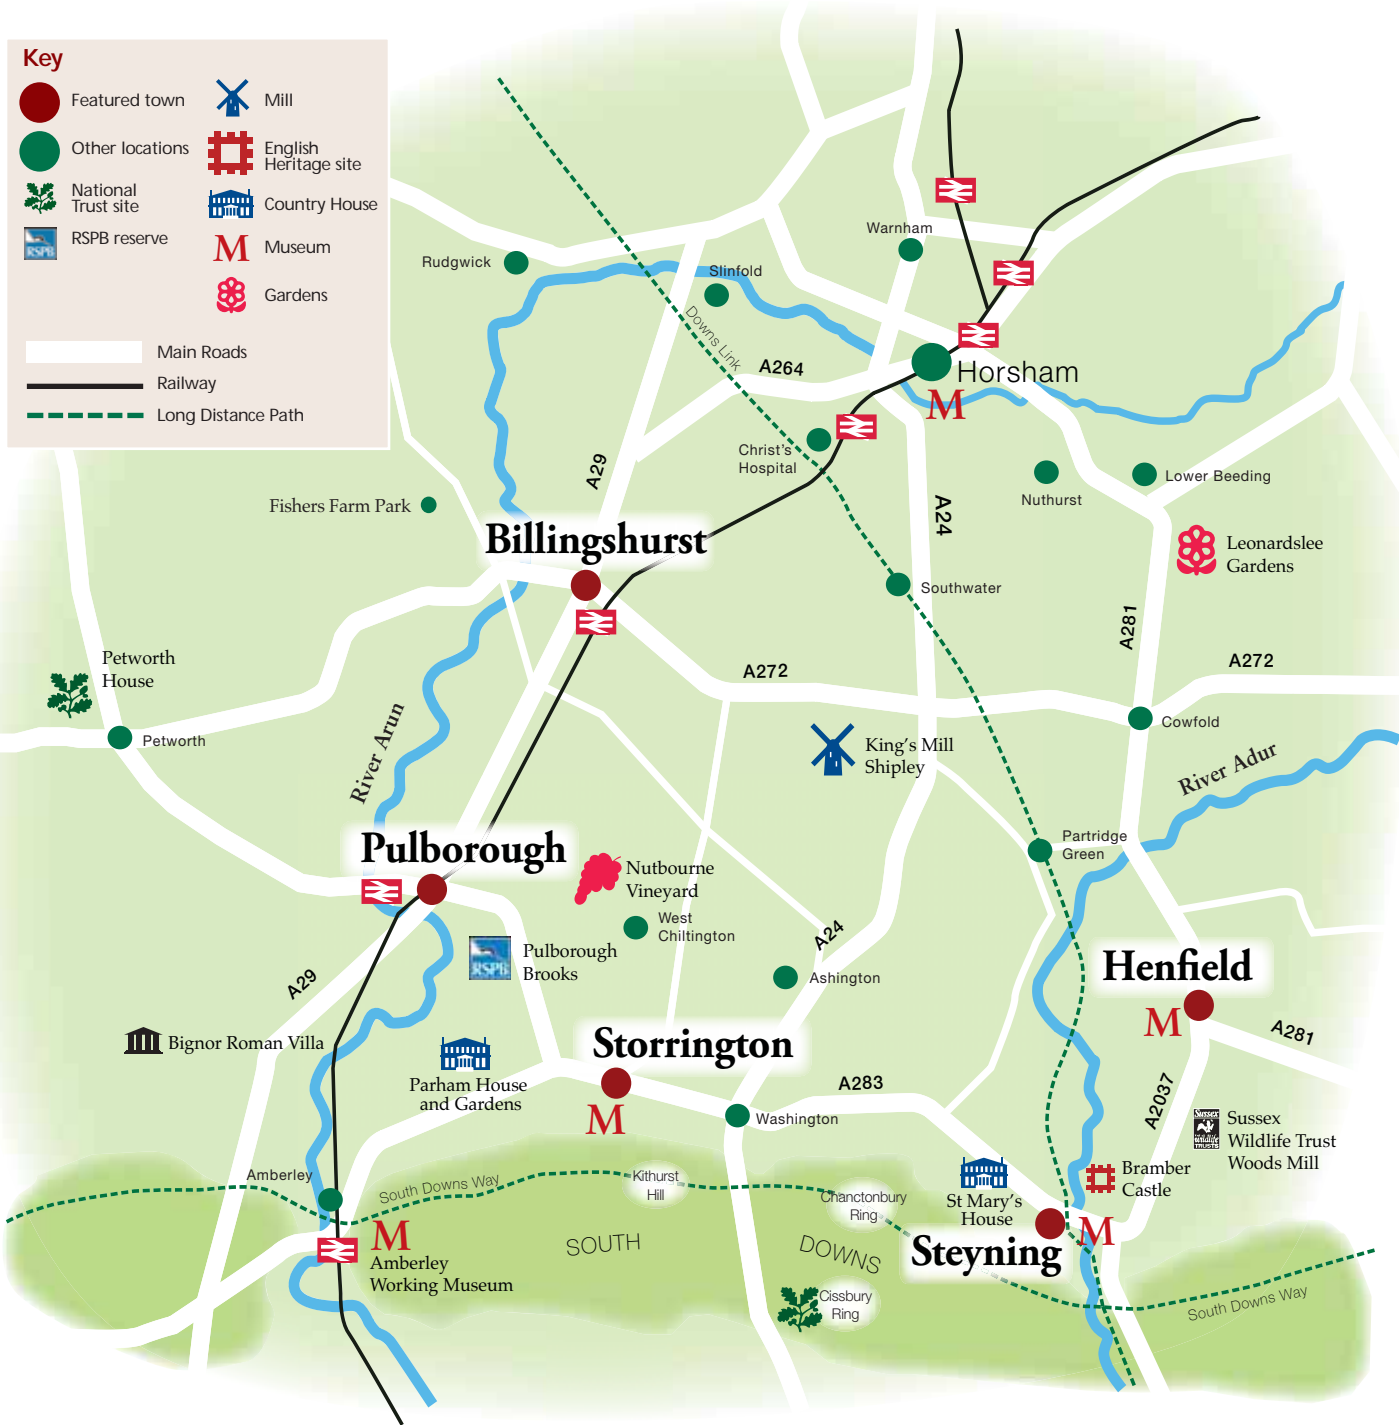 Key
Featured town
Other locations
National
Trust site
RSPB
RSPB reserve
Mill
English
Heritage site
Country House
M
Museum
Gardens
Main Roads
Railway
Long Distance Path
Warnham
Rudgwick
Slinfold
Downs Link
A264
Horsham
M
Christ's
Hospital
A29
A24
Nuthurst
Lower Beeding
Fishers Farm Park
Billingshurst
Leonardslee
Gardens
Southwater
A281
Petworth
House
A272
A272
Petworth
River Arun
King's Mill
Shipley
Cowfold
River Adur
Pulborough
Partridge
Green
Nutbourne
Vineyard
West
Chiltington
A24
RSPB
Pulborough
Brooks
Ashington
Henfield
M
A29
Bignor Roman Villa
Storrington
M
A281
Parham House
and Gardens
A283
Washington
A2037
Sussex
Wildlife
TRUSTS
Sussex
Wildlife Trust
Woods Mill
Amberley
South Downs Way
Kithurst
Hill
Chanctonbury
Ring
St Mary's
House
Bramber
Castle
M
Steyning
M
Amberley
Working Museum
SOUTH
DOWNS
Cissbury
Ring
South Downs Way